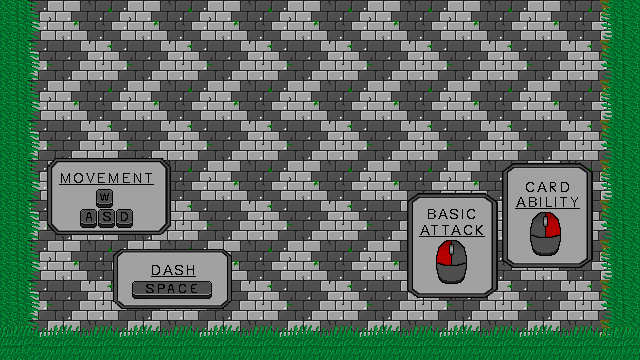 MOVEMENT
W
A S D
DASH
SPACE
BASIC
ATTACK
CARD
ABILITY